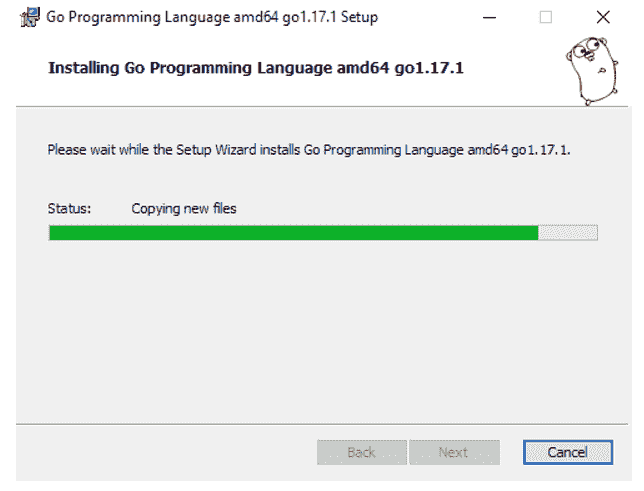 Go Programming Language amd64 go1.17.1 Setup
Installing Go Programming Language amd64 go1.17.1
Please wait while the Setup Wizard installs Go Programming Language amd64 go1.17.1.
Status: Copying new files
Back Next Cancel